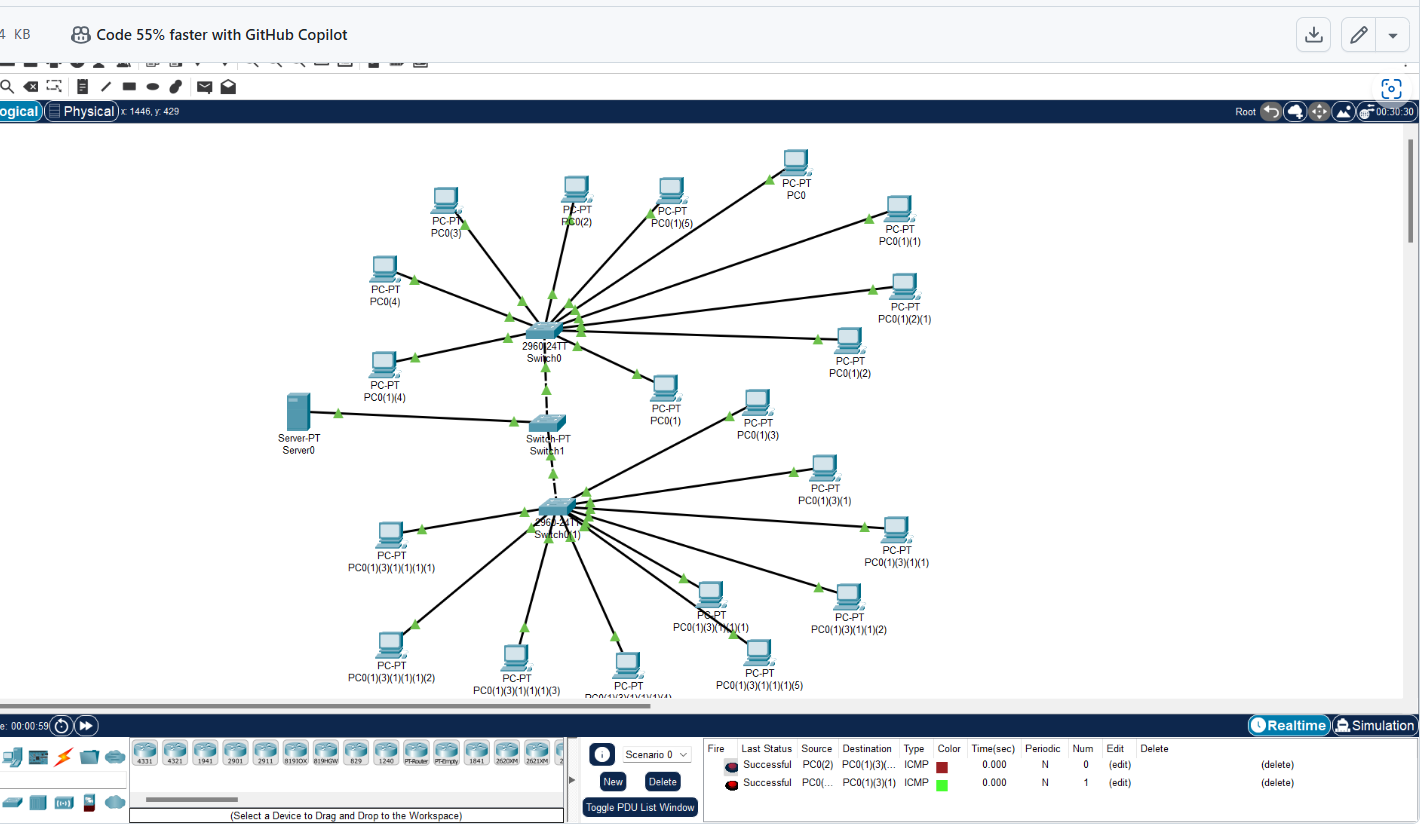 4 KB
Code 55% faster with GitHub Copilot
ogical
Physical
x: 1446, y: 429
Root
00:30:30
PC-PT
PC0
PC-PT
PC0(2)
PC-PT
PC0(1)(5)
PC-PT
PC0(3)
PC-PT
PC0(1)(1)
PC-PT
PC0(4)
PC-PT
PC0(1)(2)(1)
2960-24TT
Switch0
PC-PT
PC0(1)(2)
PC-PT
PC0(1)(4)
PC-PT
PC0(1)
PC-PT
PC0(1)(3)
Server-PT
Server0
Switch-PT
Switch1
PC-PT
PC0(1)(3)(1)
2960-24TT
Switch0(1)
PC-PT
PC0(1)(3)(1)(1)
PC-PT
PC0(1)(3)(1)(1)(1)(1)
PC-PT
PC0(1)(3)(1)(1)(1)
PC-PT
PC0(1)(3)(1)(1)(2)
PC-PT
PC0(1)(3)(1)(1)(1)(2)
PC-PT
PC0(1)(3)(1)(1)(1)(3)
PC-PT
PC0(1)(3)(1)(1)(1)(4)
PC-PT
PC0(1)(3)(1)(1)(1)(5)
e: 00:00:59
Realtime
Simulation
4331 4321 1941 2901 2911 819IOX 819HGW 829 1240 PT-Router PT-Empty 1841 2620XM 2621XM 2
(Select a Device to Drag and Drop to the Workspace)
Scenario 0
New
Delete
Toggle PDU List Window
Fire Last Status Source Destination Type Color Time(sec) Periodic Num Edit Delete
Successful PC0(2) PC0(1)(3)(... ICMP 0.000 N 0 (edit) (delete)
Successful PC0(... PC0(1)(3)(1) ICMP 0.000 N 1 (edit) (delete)